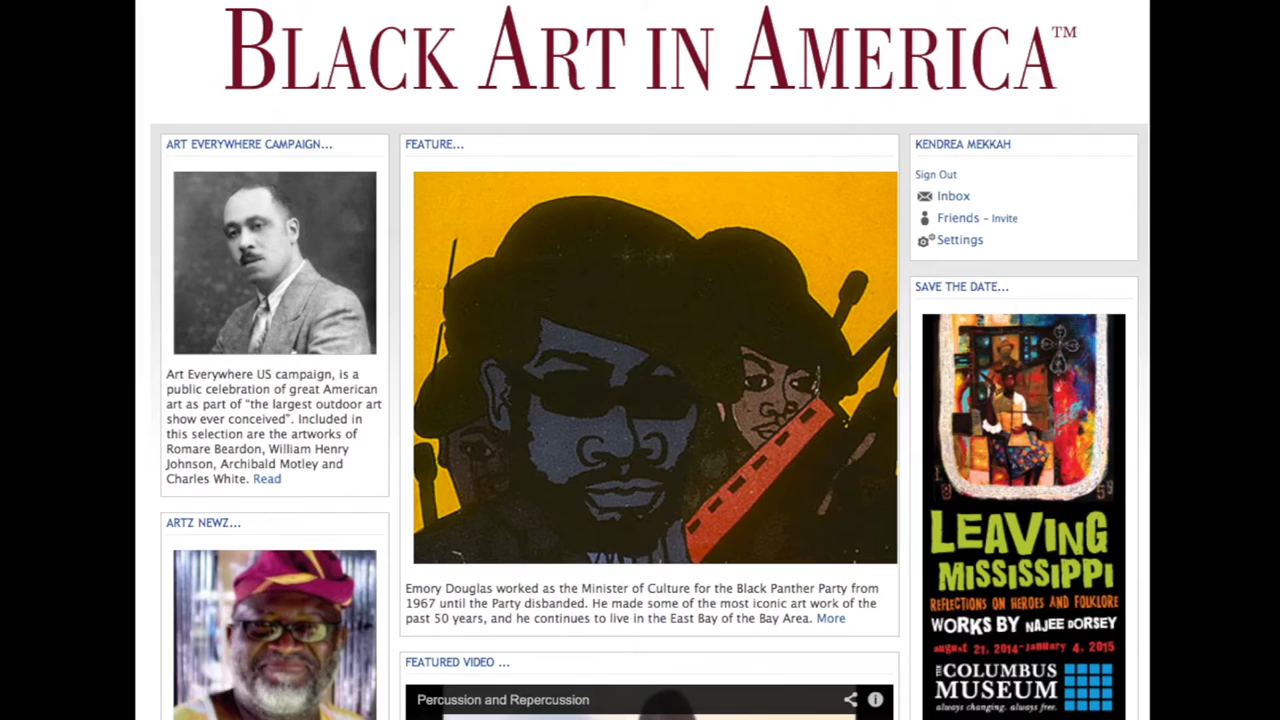 BLACK ART IN AMERICA™
ART EVERYWHERE CAMPAIGN...
Art Everywhere US campaign, is a
public celebration of great American
art as part of “the largest outdoor art
show ever conceived”. Included in
this selection are the artworks of
Romare Beardon, William Henry
Johnson, Archibald Motley and
Charles White. Read
ARTZ NEWZ...
FEATURE...
Emory Douglas worked as the Minister of Culture for the Black Panther Party from
1967 until the Party disbanded. He made some of the most iconic art work of the
past 50 years, and he continues to live in the East Bay of the Bay Area. More
FEATURED VIDEO ...
Percussion and Repercussion
KENDREA MEKKAH
Sign Out
Inbox
Friends – Invite
Settings
SAVE THE DATE...
LEAVING
MISSISSIPPI
REFLECTIONS ON HEROES AND FOLKLORE
WORKS BY NAJEE DORSEY
august 21, 2014–january 4, 2015
THE COLUMBUS
MUSEUM
always changing. always free.